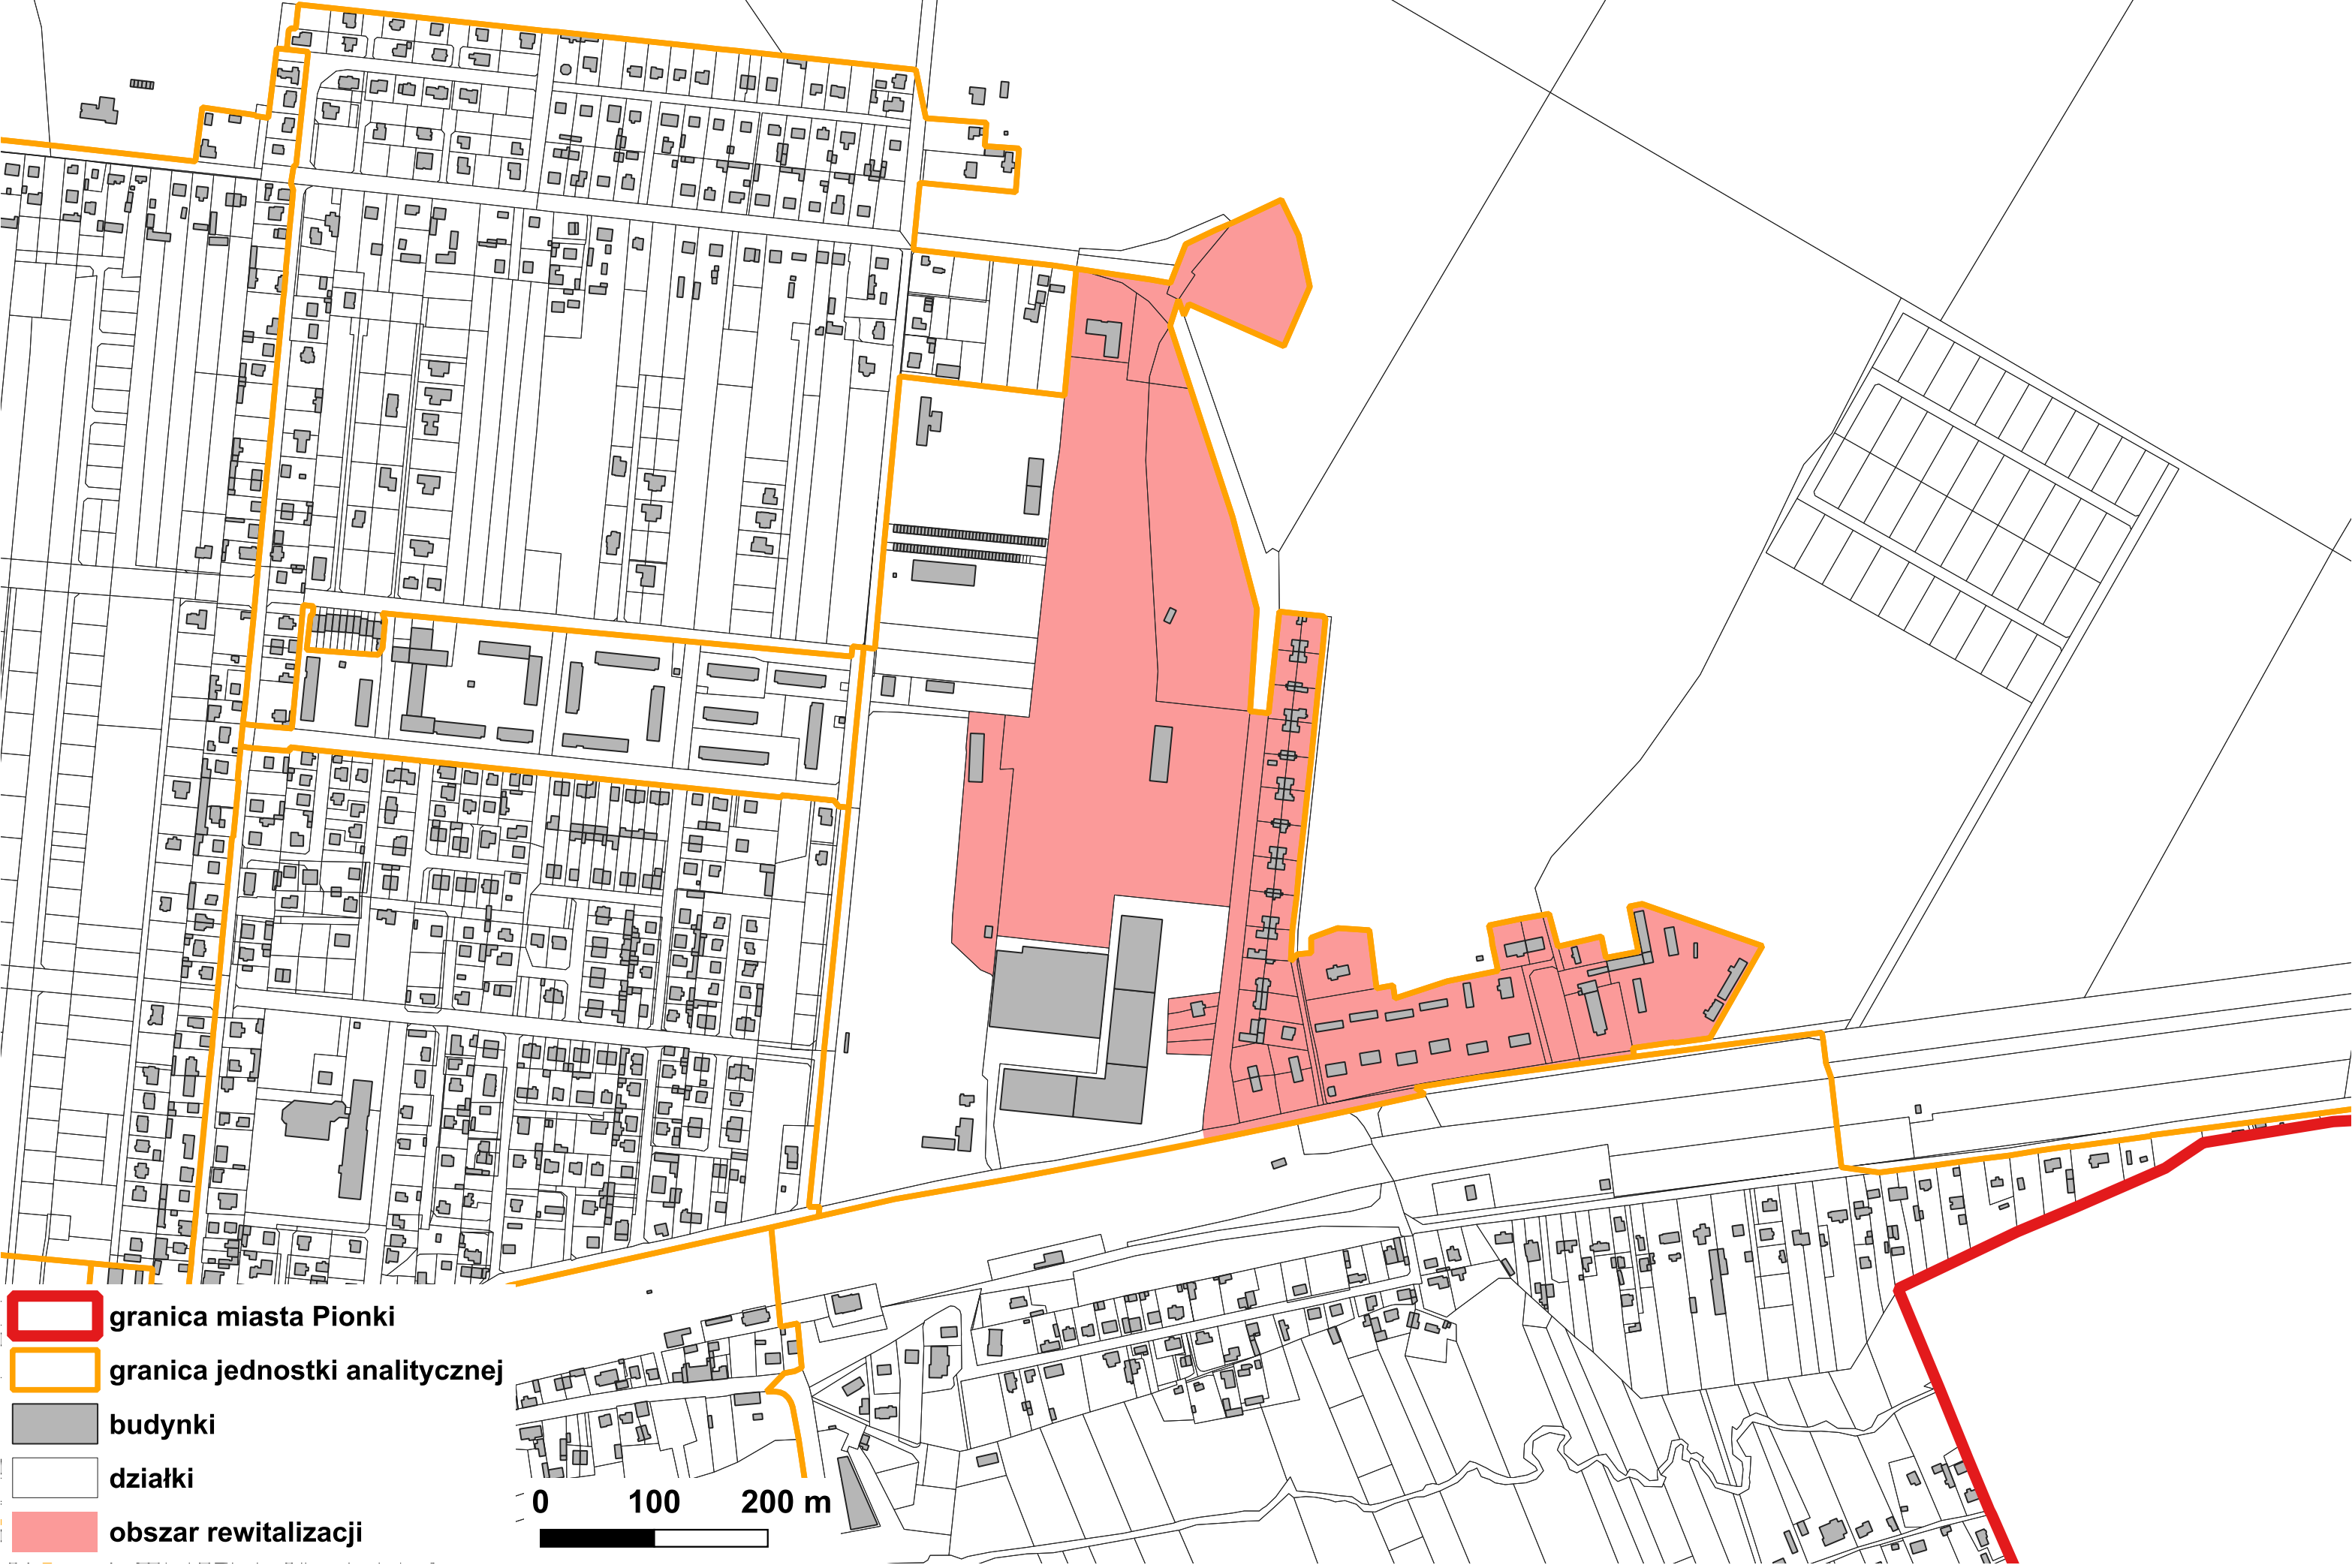 granica miasta Pionki
granica jednostki analitycznej
budynki
działki
obszar rewitalizacji
0 100 200 m